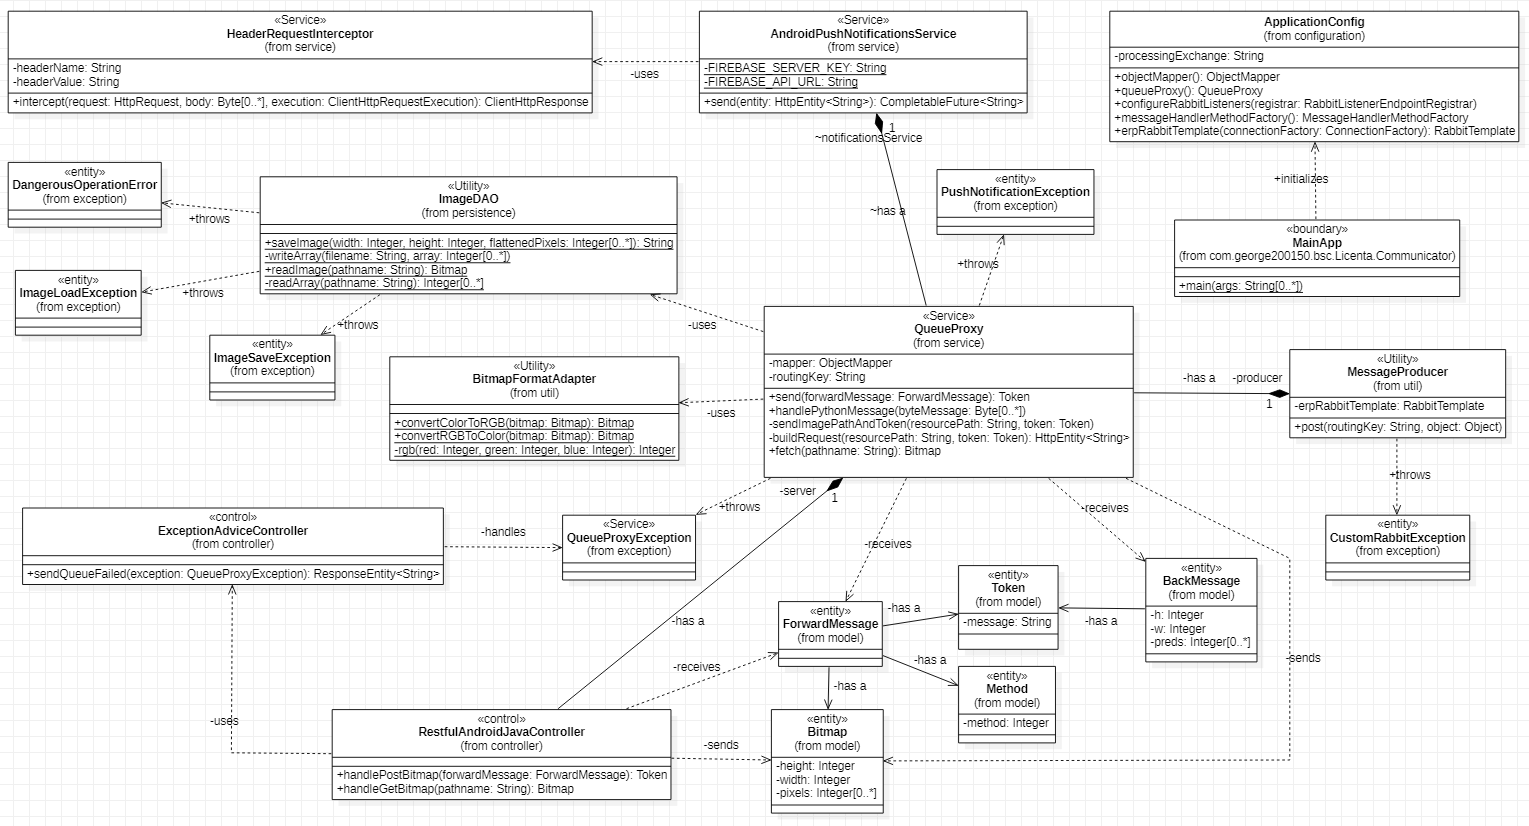 «Service»
HeaderRequestInterceptor
(from service)
-headerName: String
-headerValue: String
+intercept(request: HttpRequest, body: Byte[0..*], execution: ClientHttpRequestExecution): ClientHttpResponse
-uses
«Service»
AndroidPushNotificationsService
(from service)
-FIREBASE_SERVER_KEY: String
-FIREBASE_API_URL: String
+send(entity: HttpEntity<String>): CompletableFuture<String>
1
~notificationsService
~has a
ApplicationConfig
(from configuration)
-processingExchange: String
+objectMapper(): ObjectMapper
+queueProxy(): QueueProxy
+configureRabbitListeners(registrar: RabbitListenerEndpointRegistrar)
+messageHandlerMethodFactory(): MessageHandlerMethodFactory
+erpRabbitTemplate(connectionFactory: ConnectionFactory): RabbitTemplate
+initializes
«boundary»
MainApp
(from com.george200150.bsc.Licenta.Communicator)
+main(args: String[0..*])
«entity»
DangerousOperationError
(from exception)
+throws
«Utility»
ImageDAO
(from persistence)
+saveImage(width: Integer, height: Integer, flattenedPixels: Integer[0..*]): String
-writeArray(filename: String, array: Integer[0..*])
+readImage(pathname: String): Bitmap
-readArray(pathname: String): Integer[0..*]
«entity»
PushNotificationException
(from exception)
+throws
«entity»
ImageLoadException
(from exception)
+throws
«entity»
ImageSaveException
(from exception)
+throws
-uses
«Service»
QueueProxy
(from service)
-mapper: ObjectMapper
-routingKey: String
+send(forwardMessage: ForwardMessage): Token
+handlePythonMessage(byteMessage: Byte[0..*])
-sendImagePathAndToken(resourcePath: String, token: Token)
-buildRequest(resourcePath: String, token: Token): HttpEntity<String>
+fetch(pathname: String): Bitmap
«Utility»
BitmapFormatAdapter
(from util)
+convertColorToRGB(bitmap: Bitmap): Bitmap
+convertRGBToColor(bitmap: Bitmap): Bitmap
-rgb(red: Integer, green: Integer, blue: Integer): Integer
-uses
-has a
-producer
1
«Utility»
MessageProducer
(from util)
-erpRabbitTemplate: RabbitTemplate
+post(routingKey: String, object: Object)
+throws
«entity»
CustomRabbitException
(from exception)
«control»
ExceptionAdviceController
(from controller)
+sendQueueFailed(exception: QueueProxyException): ResponseEntity<String>
-handles
«Service»
QueueProxyException
(from exception)
+throws
-server
1
-has a
-receives
-receives
-sends
«entity»
ForwardMessage
(from model)
-has a
«entity»
Token
(from model)
-message: String
-has a
«entity»
BackMessage
(from model)
-h: Integer
-w: Integer
-preds: Integer[0..*]
-has a
«entity»
Method
(from model)
-method: Integer
-has a
-receives
-uses
«control»
RestfulAndroidJavaController
(from controller)
+handlePostBitmap(forwardMessage: ForwardMessage): Token
+handleGetBitmap(pathname: String): Bitmap
-sends
«entity»
Bitmap
(from model)
-height: Integer
-width: Integer
-pixels: Integer[0..*]